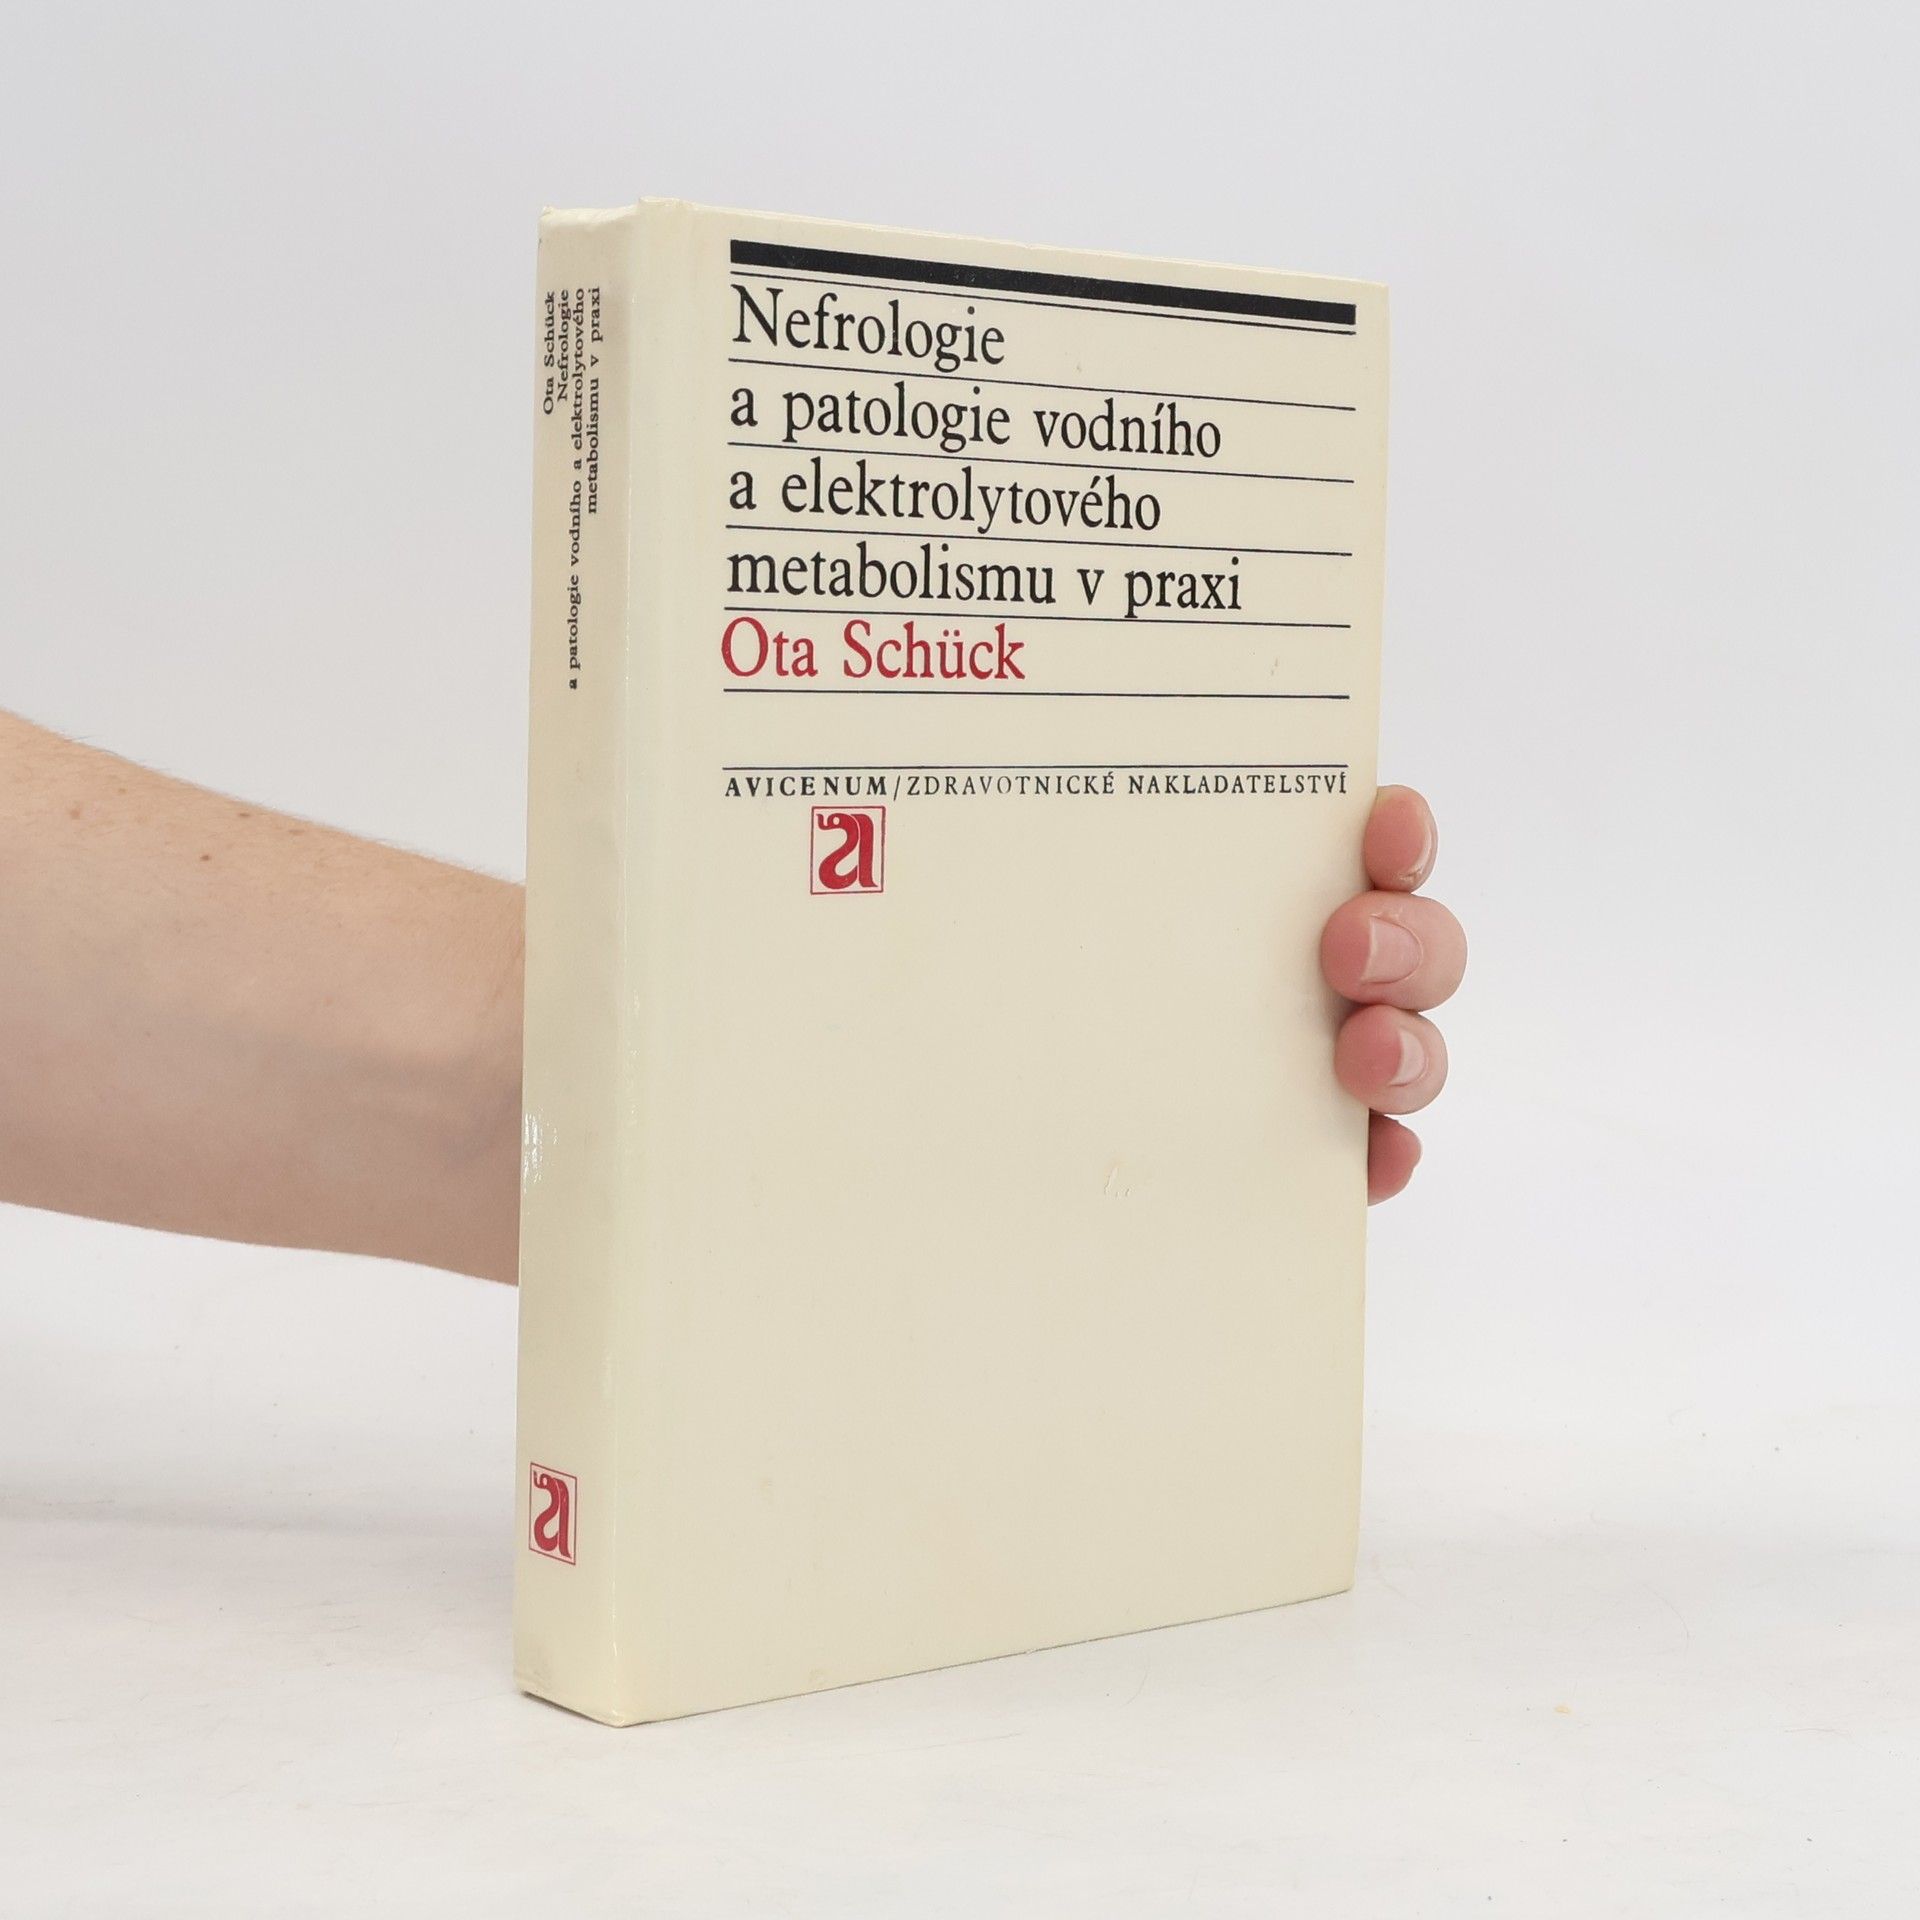 Ota Schück
Nefrologie
a patologie vodního a elektrolytového
metabolismu v praxi
Nefrologie
a patologie vodního
a elektrolytového
metabolismu v praxi
Ota Schück
AVICENUM/ZDRAVOTNICKÉ NAKLADATELSTVÍ
a
a